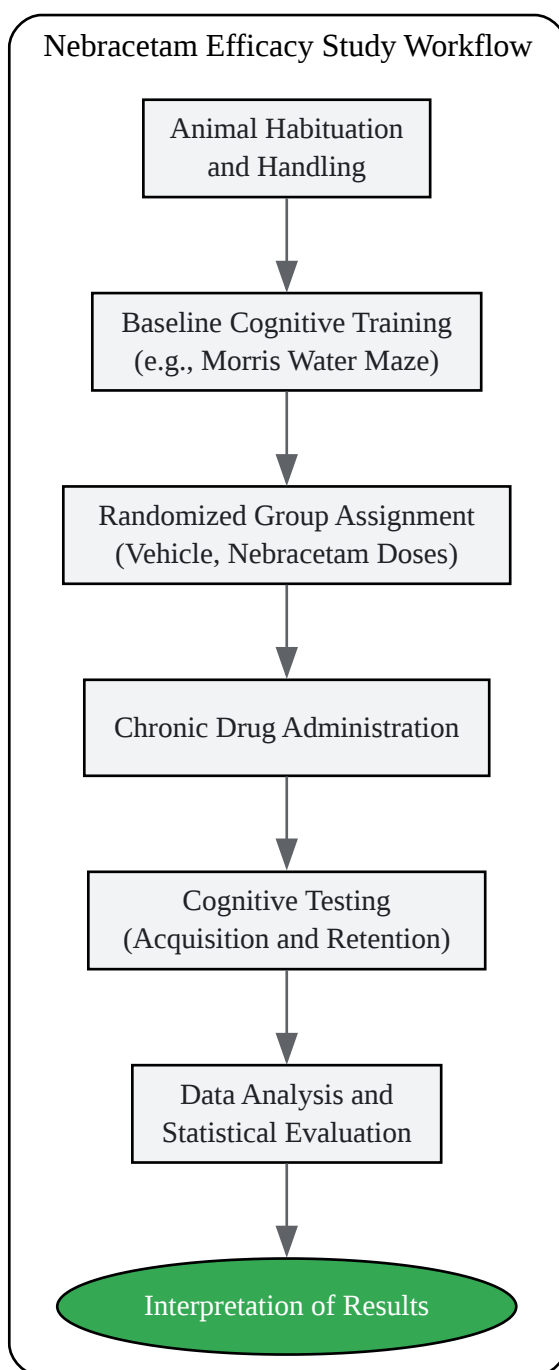 Nebracetam Efficacy Study Workflow
Animal Habituation
and Handling
Baseline Cognitive Training
(e.g., Morris Water Maze)
Randomized Group Assignment
(Vehicle, Nebracetam Doses)
Chronic Drug Administration
Cognitive Testing
(Acquisition and Retention)
Data Analysis and
Statistical Evaluation
Interpretation of Results